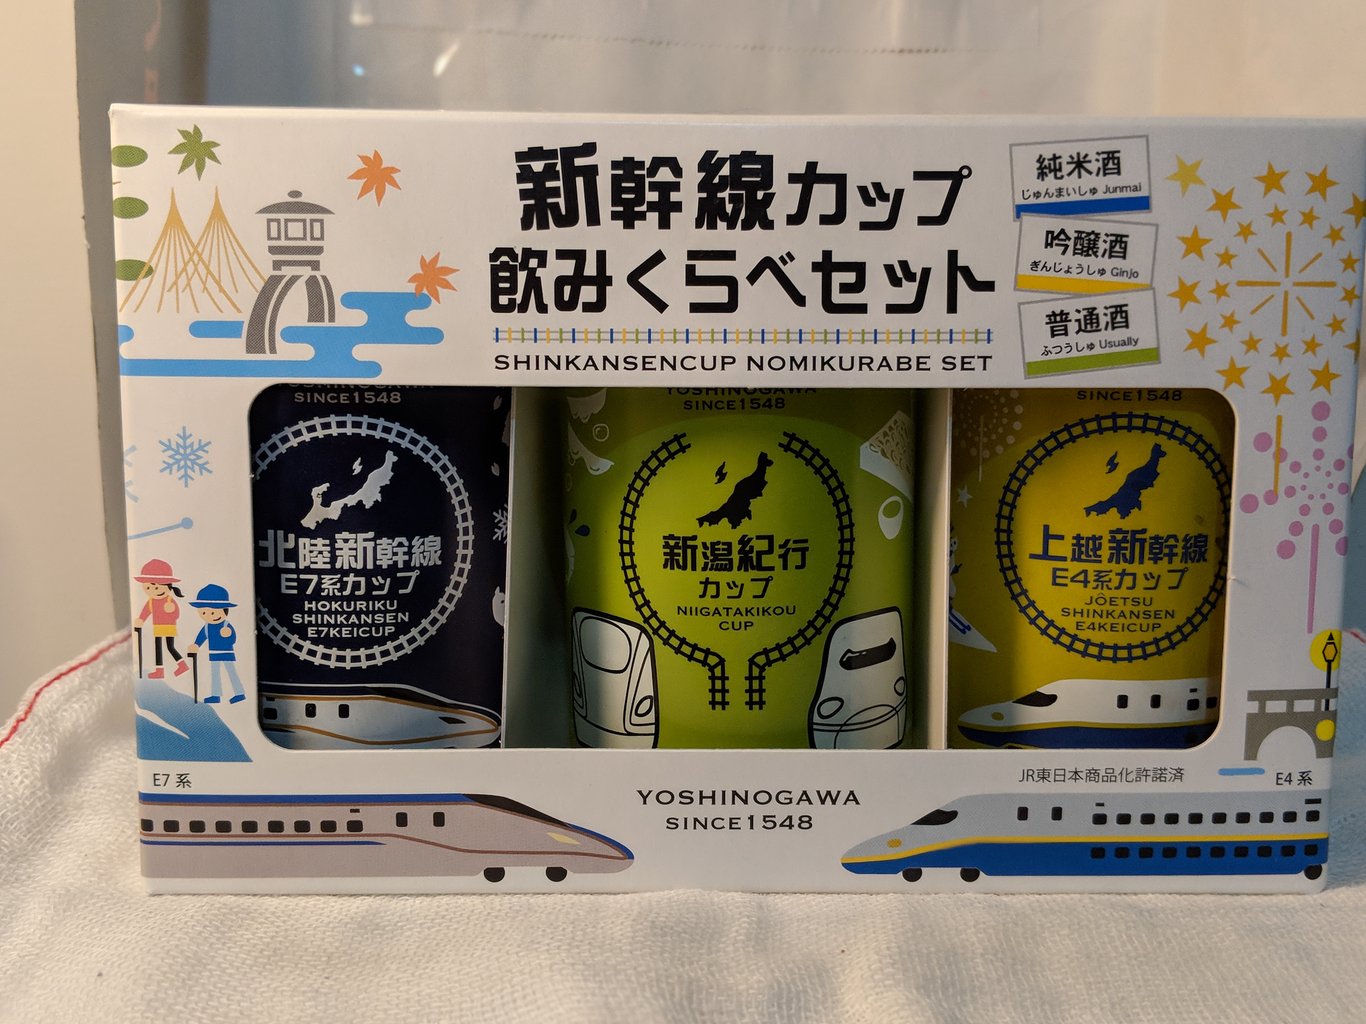 新幹線カップ
飲みくらべセット
SHINKANSENCUP NOMIKURABE SET
純米酒
じゅんまいしゅ Junmai
吟醸酒
ぎんじょうしゅ Ginjo
普通酒
ふつうしゅ Usually
SINCE1548
北陸新幹線
E7系カップ
HOKURIKU
SHINKANSEN
E7KEICUP
YOSHINOGAWA
SINCE1548
新潟紀行
カップ
NIIGATAKIKOU
CUP
SINCE1548
上越新幹線
E4系カップ
JÔETSU
SHINKANSEN
E4KEICUP
E7 系
YOSHINOGAWA
SINCE1548
JR東日本商品化許諾済
E4 系